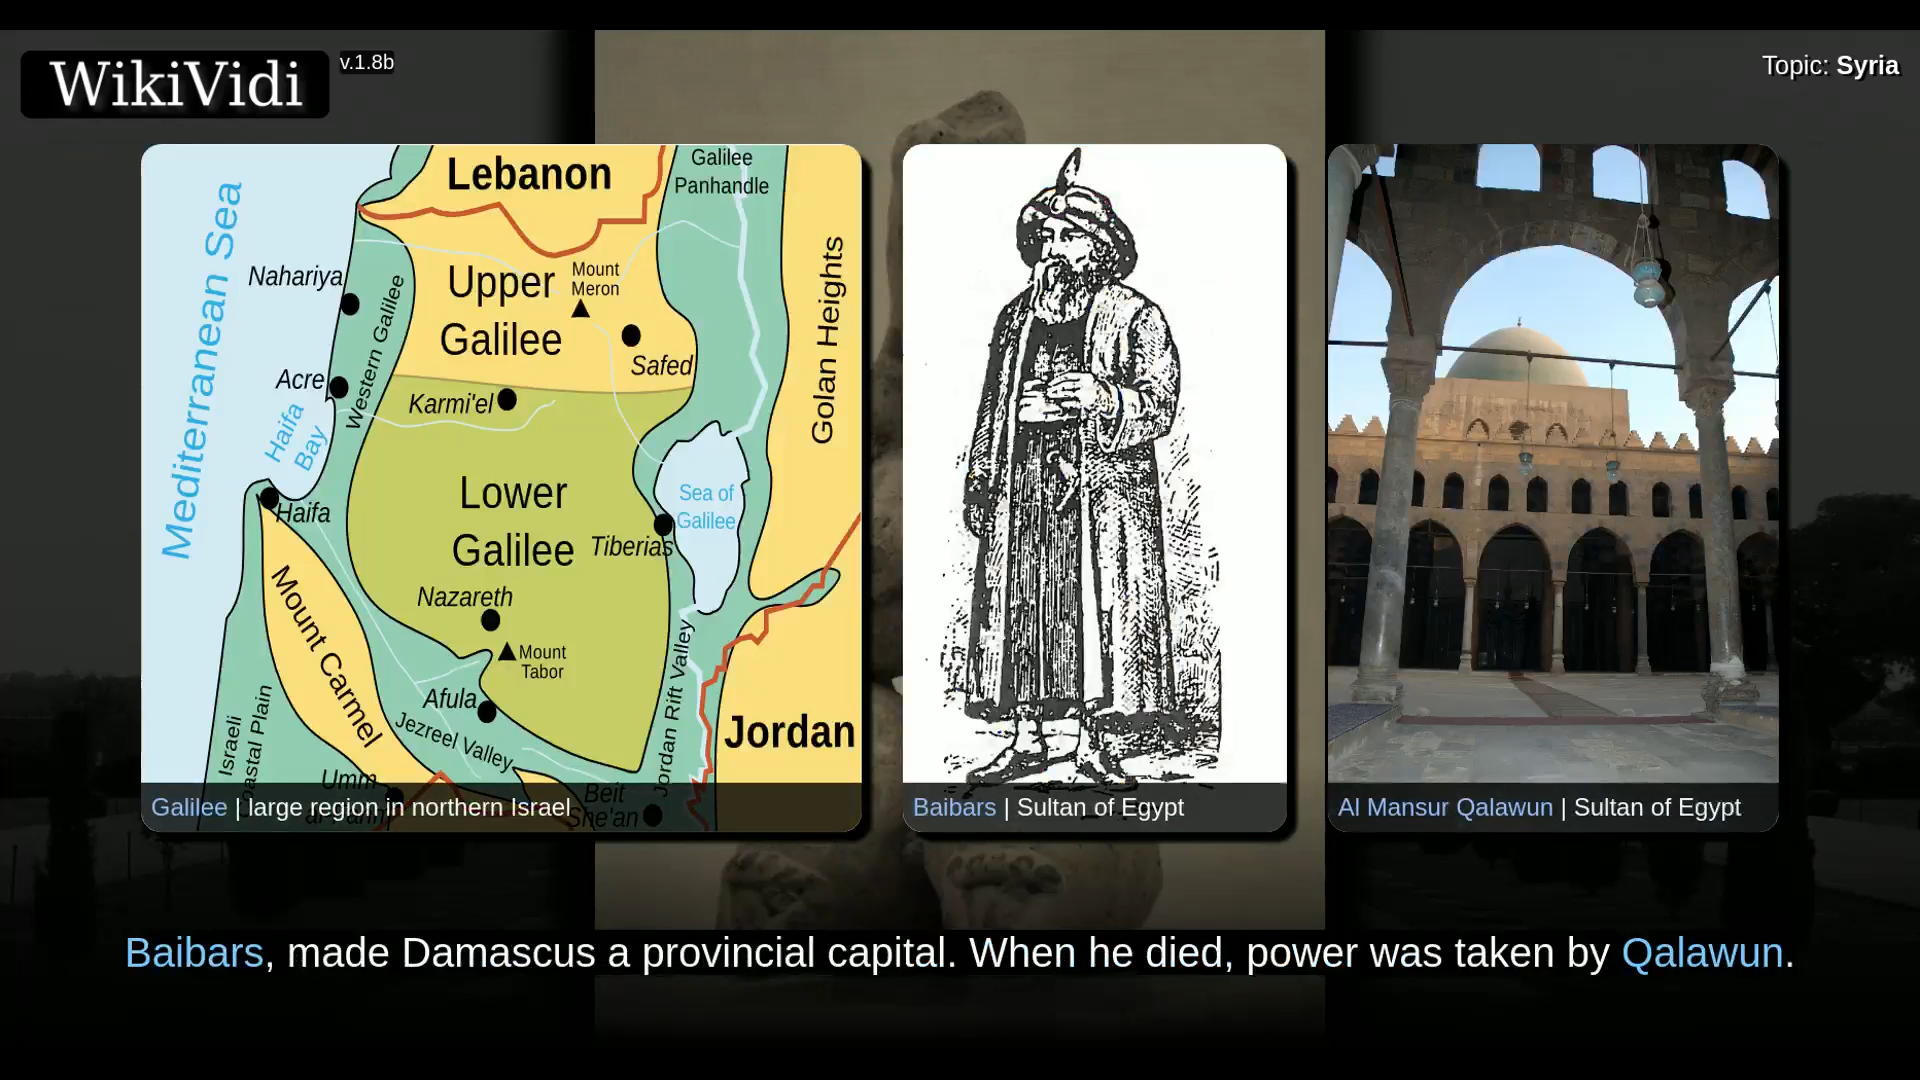 WikiVidi
v.1.8b
Topic: Syria
Mediterranean Sea
Lebanon
Galilee
Panhandle
Nahariya
Western Galilee
Upper
Galilee
Mount
Meron
Safed
Golan Heights
Acre
Haifa
Bay
Karmi'el
Haifa
Lower
Galilee
Sea of
Galilee
Tiberias
Nazareth
Mount
Tabor
Mount Carmel
Afula
Jezreel Valley
Jordan Rift Valley
Jordan
Israeli
Coastal Plain
Umm
Beit
She'an
Galilee | large region in northern Israel
Baibars | Sultan of Egypt
Al Mansur Qalawun | Sultan of Egypt
Baibars, made Damascus a provincial capital. When he died, power was taken by Qalawun.